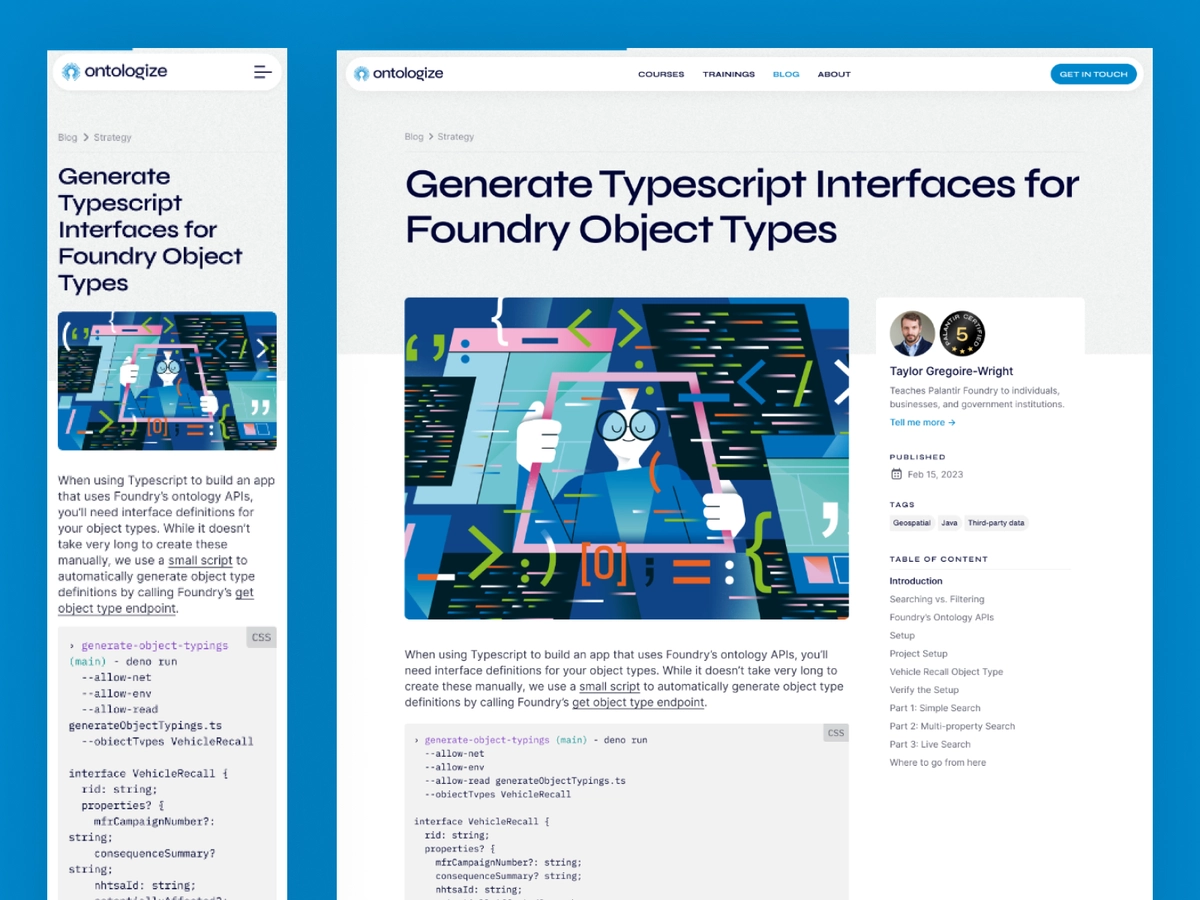 ontologize
Blog > Strategy
Generate
Typescript
Interfaces for
Foundry Object
Types
When using Typescript to build an app
that uses Foundry's ontology APIs,
you'll need interface definitions for
your object types. While it doesn't
take very long to create these
manually, we use a small script to
automatically generate object type
definitions by calling Foundry's get
object type endpoint.
CSS
› generate-object-typings
(main) - deno run
--allow-net
--allow-env
--allow-read
generateObjectTypings.ts
--obiectTvpes VehicleRecall
interface VehicleRecall {
rid: string;
properties? {
mfrCampaignNumber?:
string;
consequenceSummary?
string;
nhtsaId: string;
ontologize
COURSES TRAININGS BLOG ABOUT
GET IN TOUCH
Blog > Strategy
Generate Typescript Interfaces for
Foundry Object Types
When using Typescript to build an app that uses Foundry's ontology APIs, you'll
need interface definitions for your object types. While it doesn't take very long to
create these manually, we use a small script to automatically generate object type
definitions by calling Foundry's get object type endpoint.
CSS
› generate-object-typings (main) - deno run
--allow-net
--allow-env
--allow-read generateObjectTypings.ts
--obiectTvpes VehicleRecall
interface VehicleRecall {
rid: string;
properties? {
mfrCampaignNumber?: string;
consequenceSummary? string;
nhtsaId: string;
PALANTIR CERTIFIED
5
Taylor Gregoire-Wright
Teaches Palantir Foundry to individuals,
businesses, and government institutions.
Tell me more →
PUBLISHED
Feb 15, 2023
TAGS
Geospatial Java Third-party data
TABLE OF CONTENT
Introduction
Searching vs. Filtering
Foundry's Ontology APIs
Setup
Project Setup
Vehicle Recall Object Type
Verify the Setup
Part 1: Simple Search
Part 2: Multi-property Search
Part 3: Live Search
Where to go from here